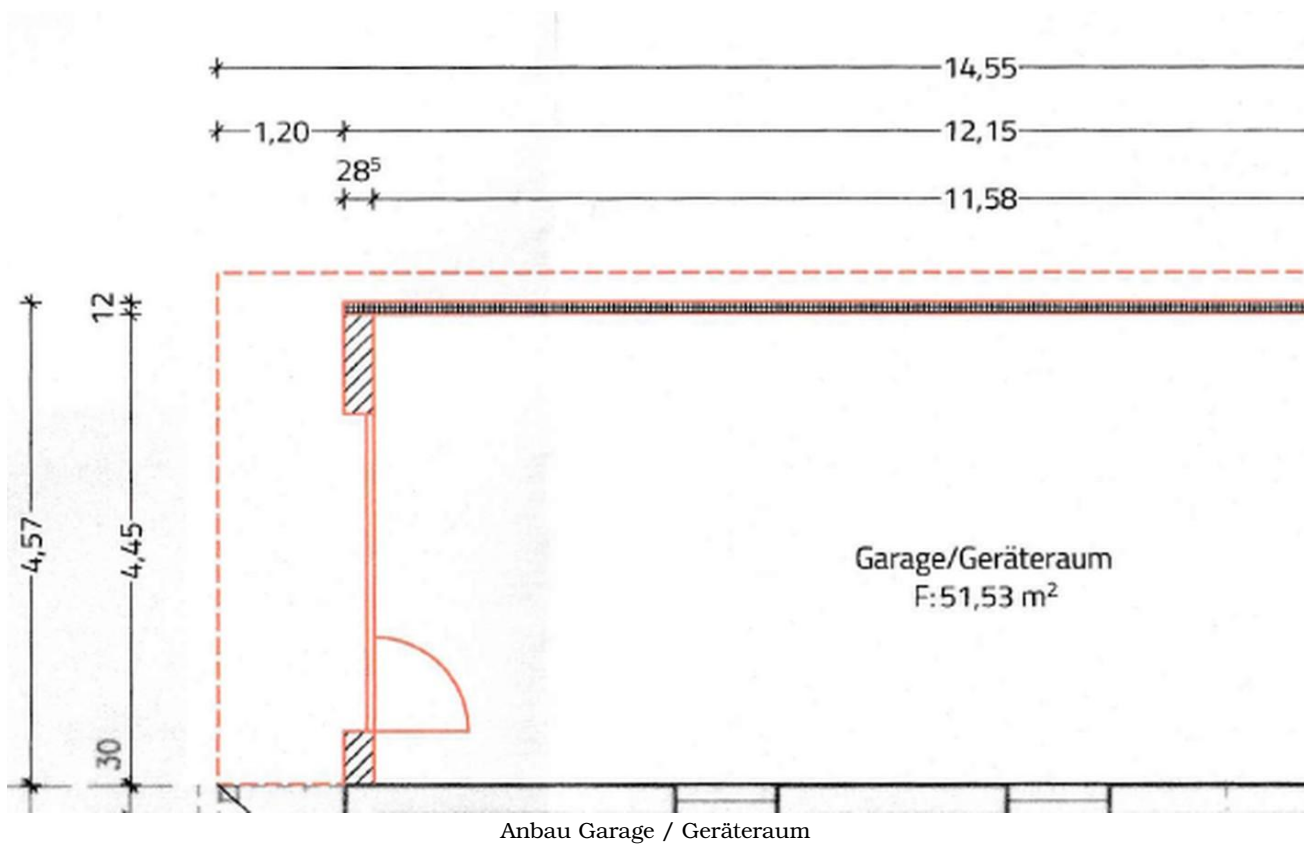 14,55
1,20 12,15
28⁵
11,58
12
4,57
4,45
Garage/Geräteraum
F: 51,53 m²
30
Anbau Garage / Geräteraum